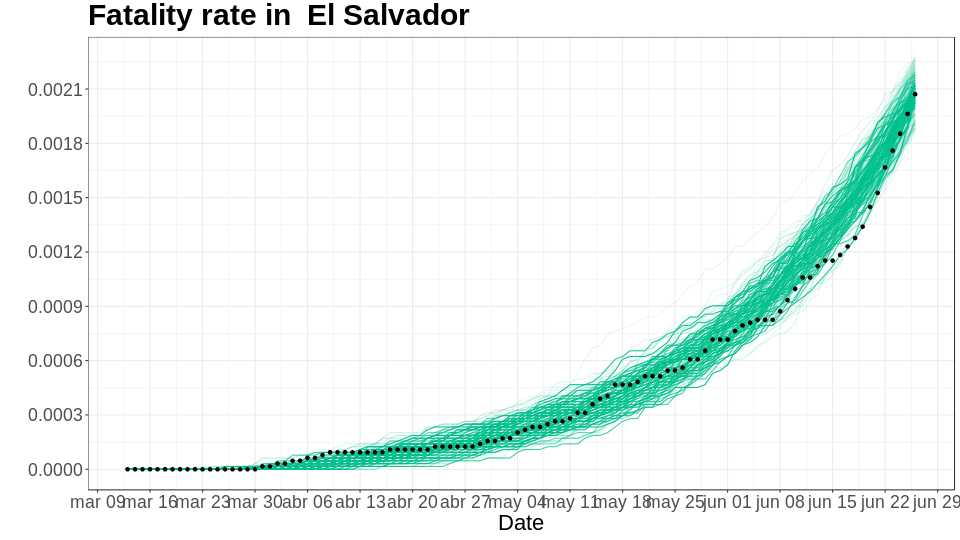 Fatality rate in  El Salvador
0.0021
0.0018
0.0015
0.0012
0.0009
0.0006
0.0003
0.0000
mar 09 mar 16 mar 23 mar 30 abr 06 abr 13 abr 20 abr 27 may 04 may 11 may 18 may 25 jun 01 jun 08 jun 15 jun 22 jun 29
Date